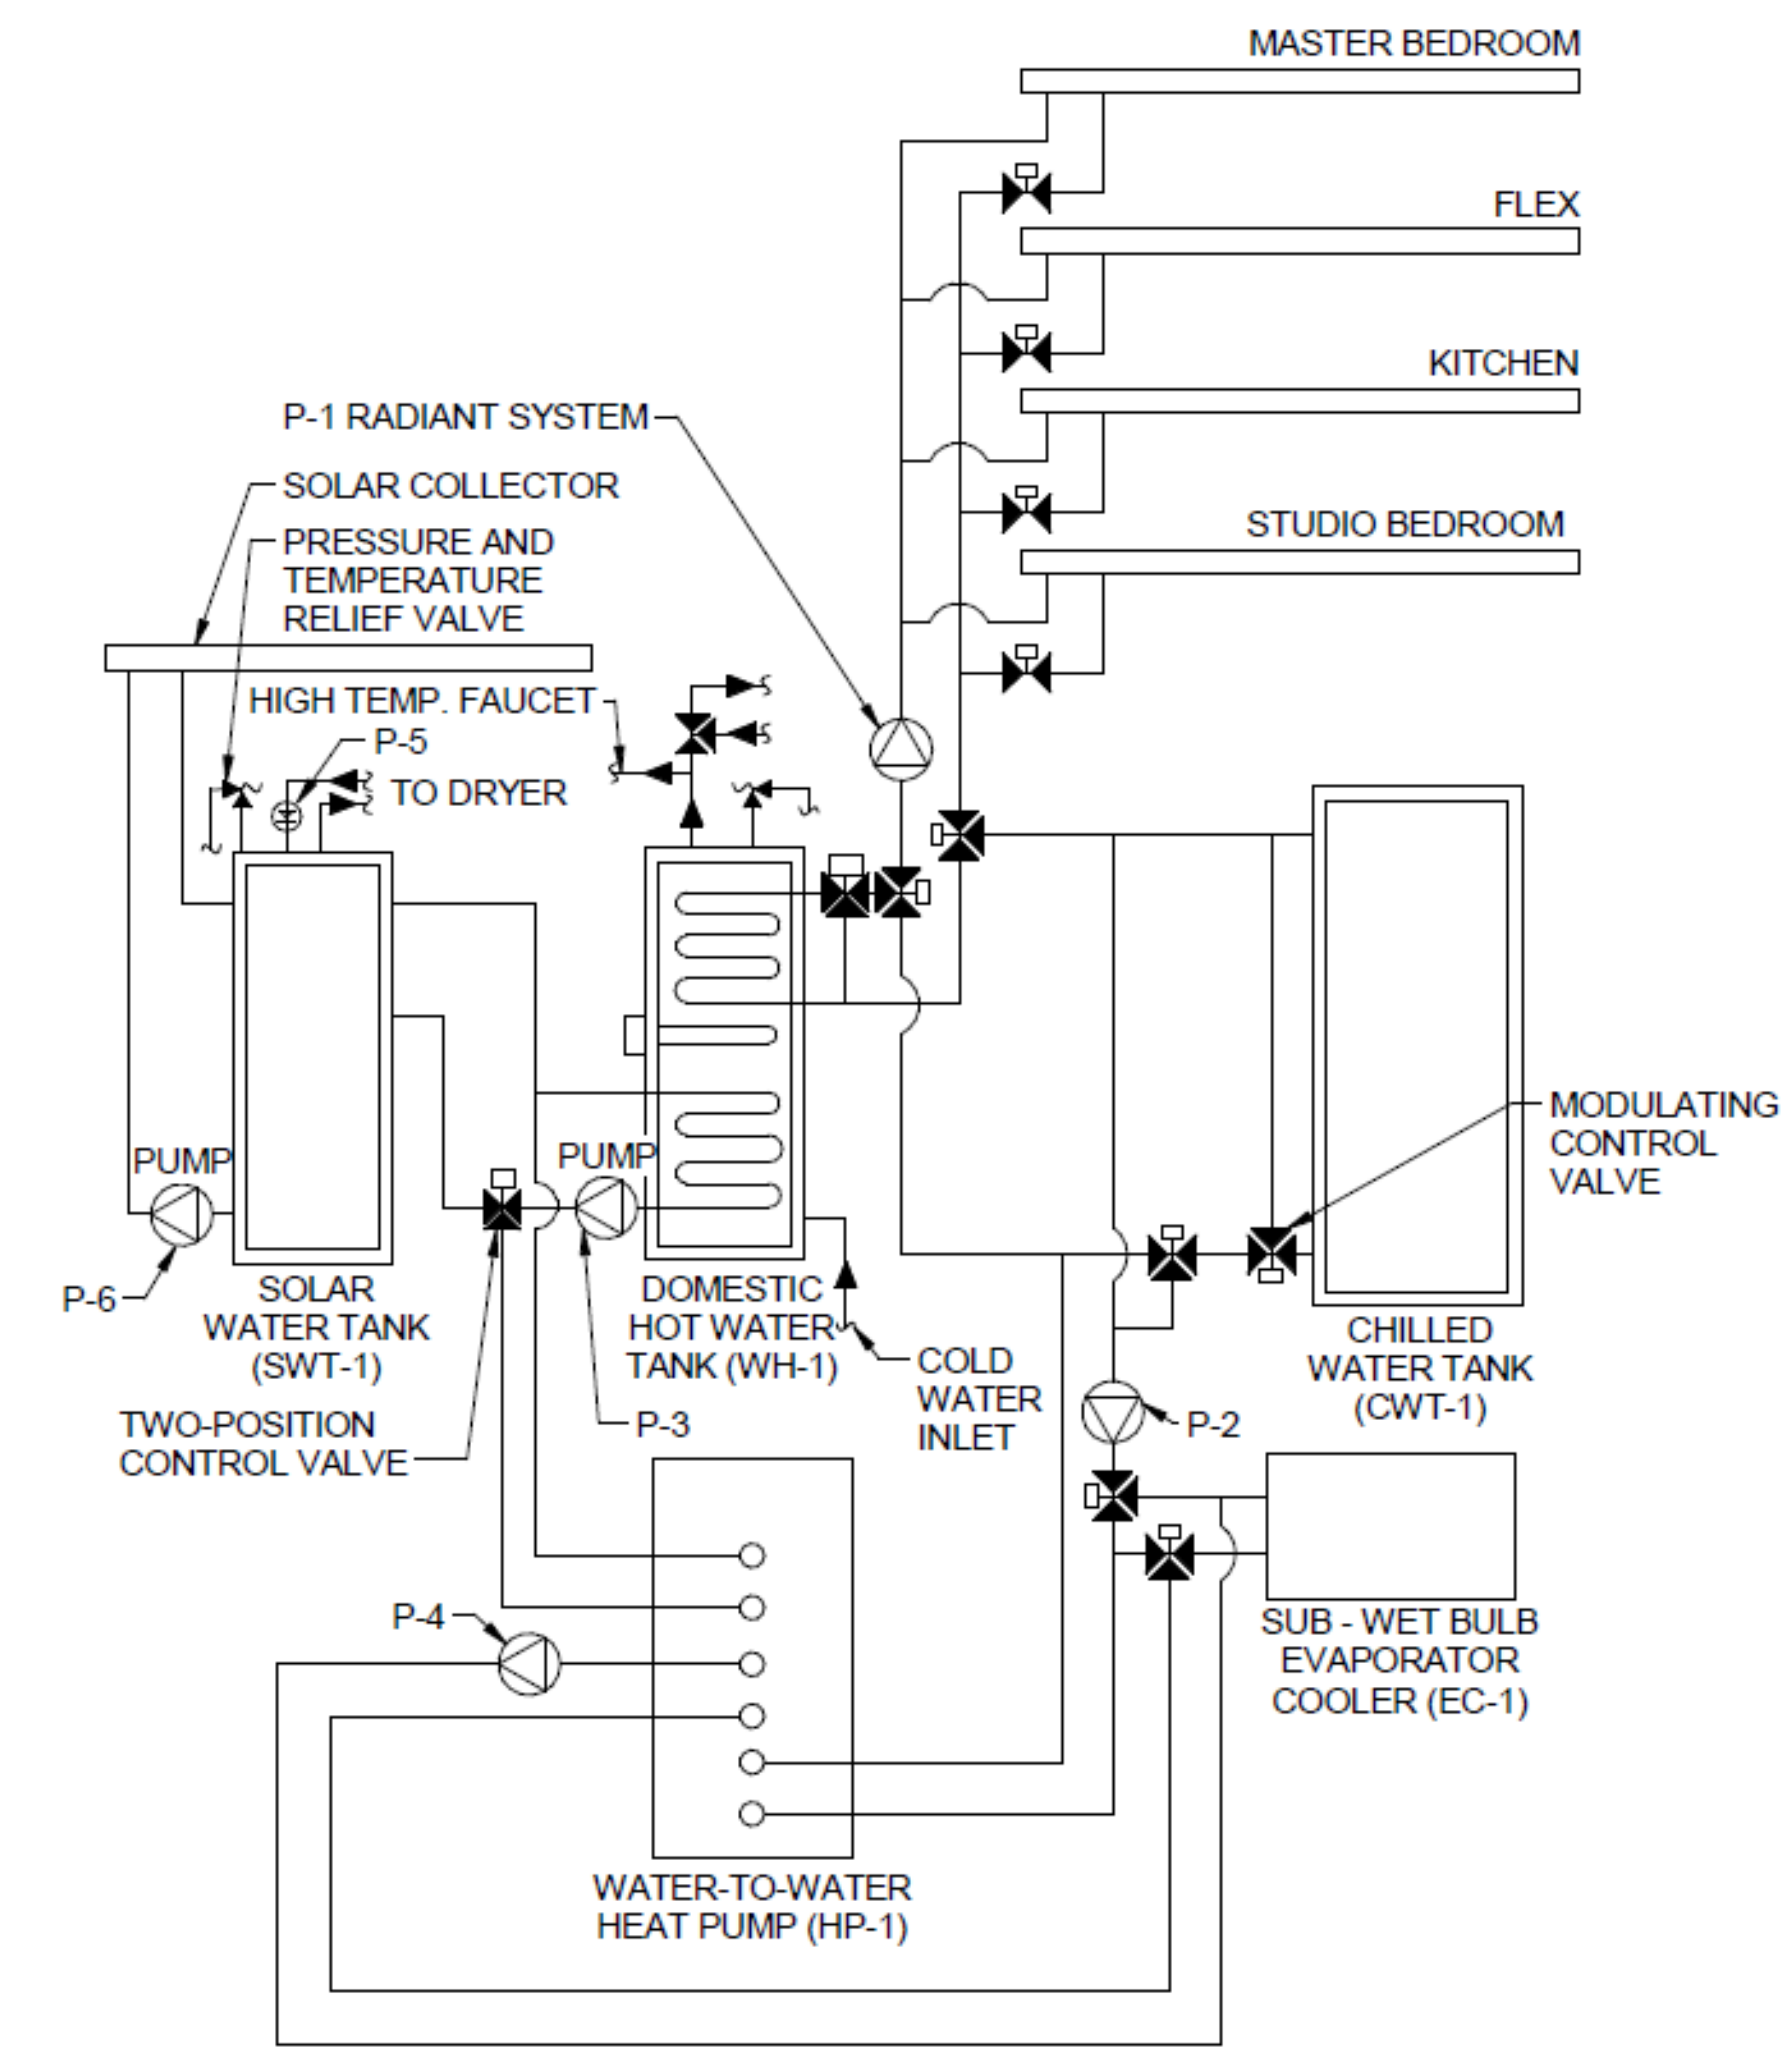 MASTER BEDROOM
FLEX
KITCHEN
P-1 RADIANT SYSTEM
SOLAR COLLECTOR
STUDIO BEDROOM
PRESSURE AND
TEMPERATURE
RELIEF VALVE
HIGH TEMP. FAUCET
P-5
TO DRYER
MODULATING
CONTROL
VALVE
PUMP
PUMP
P-6
SOLAR
WATER TANK
(SWT-1)
DOMESTIC
HOT WATER
TANK (WH-1)
COLD
WATER
INLET
CHILLED
WATER TANK
(CWT-1)
TWO-POSITION
CONTROL VALVE
P-3
P-2
P-4
SUB - WET BULB
EVAPORATOR
COOLER (EC-1)
WATER-TO-WATER
HEAT PUMP (HP-1)